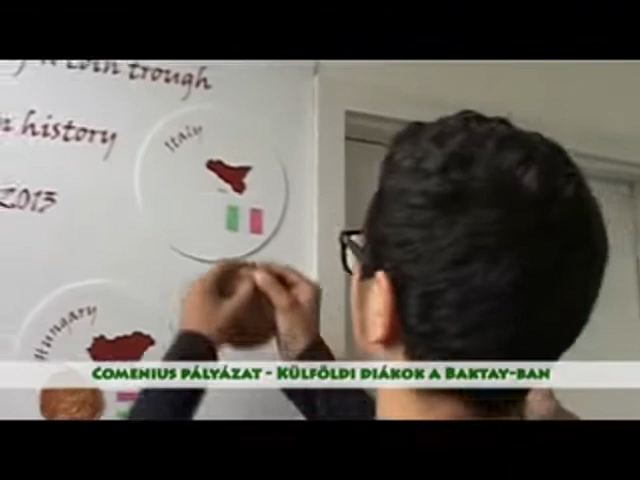 a coin trough
n history
2013
Italy
Hungary
COMENIUS PÁLYÁZAT - KÜLFÖLDI DIÁKOK A BAKTAY-BAN